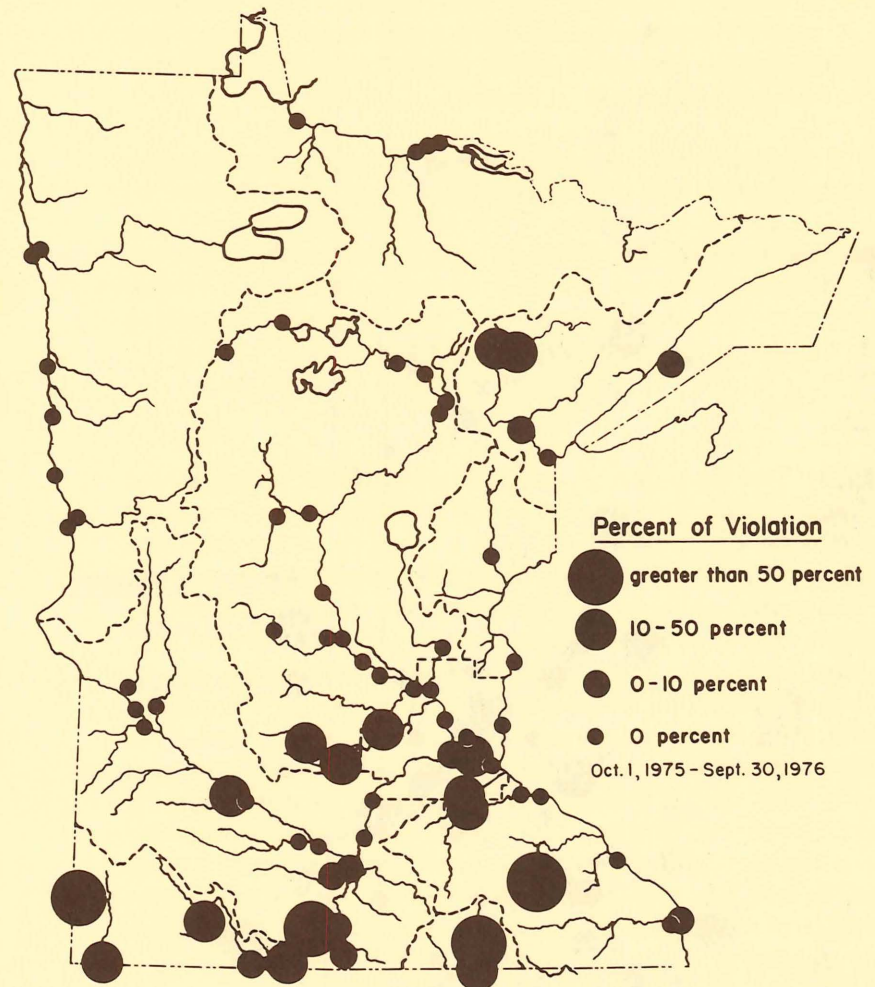 Percent of Violation
greater than 50 percent
10-50 percent
0-10 percent
0 percent
Oct. 1, 1975 - Sept. 30, 1976